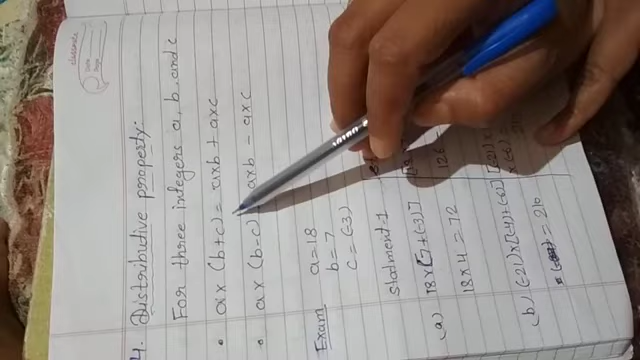 4. Distributive property:
For three integers a, b, and c
• a×(b+c) = a×b + a×c
• a×(b-c) a×b - a×c
Exam a=18
b=7
c=(-3)
Statment-1
(a) 18×[7+(-3)]
18×4 = 72
126
(b) (-21)×[(-4)+(-6)]
= 210